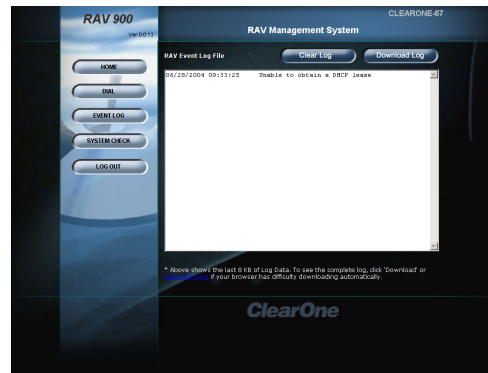 CLEARONE-67
RAV 900
Ver 0.0.13
RAV Management System
RAV Event Log File
Clear Log
Download Log
HOME
DIAL
EVENT LOG
SYSTEM CHECK
LOG OUT
06/28/2004 09:33:25 Unable to obtain a DHCP lease
* Above shows the last 8 KB of Log Data. To see the complete log, click 'Download' or
if your browser has difficulty downloading automatically.
ClearOne